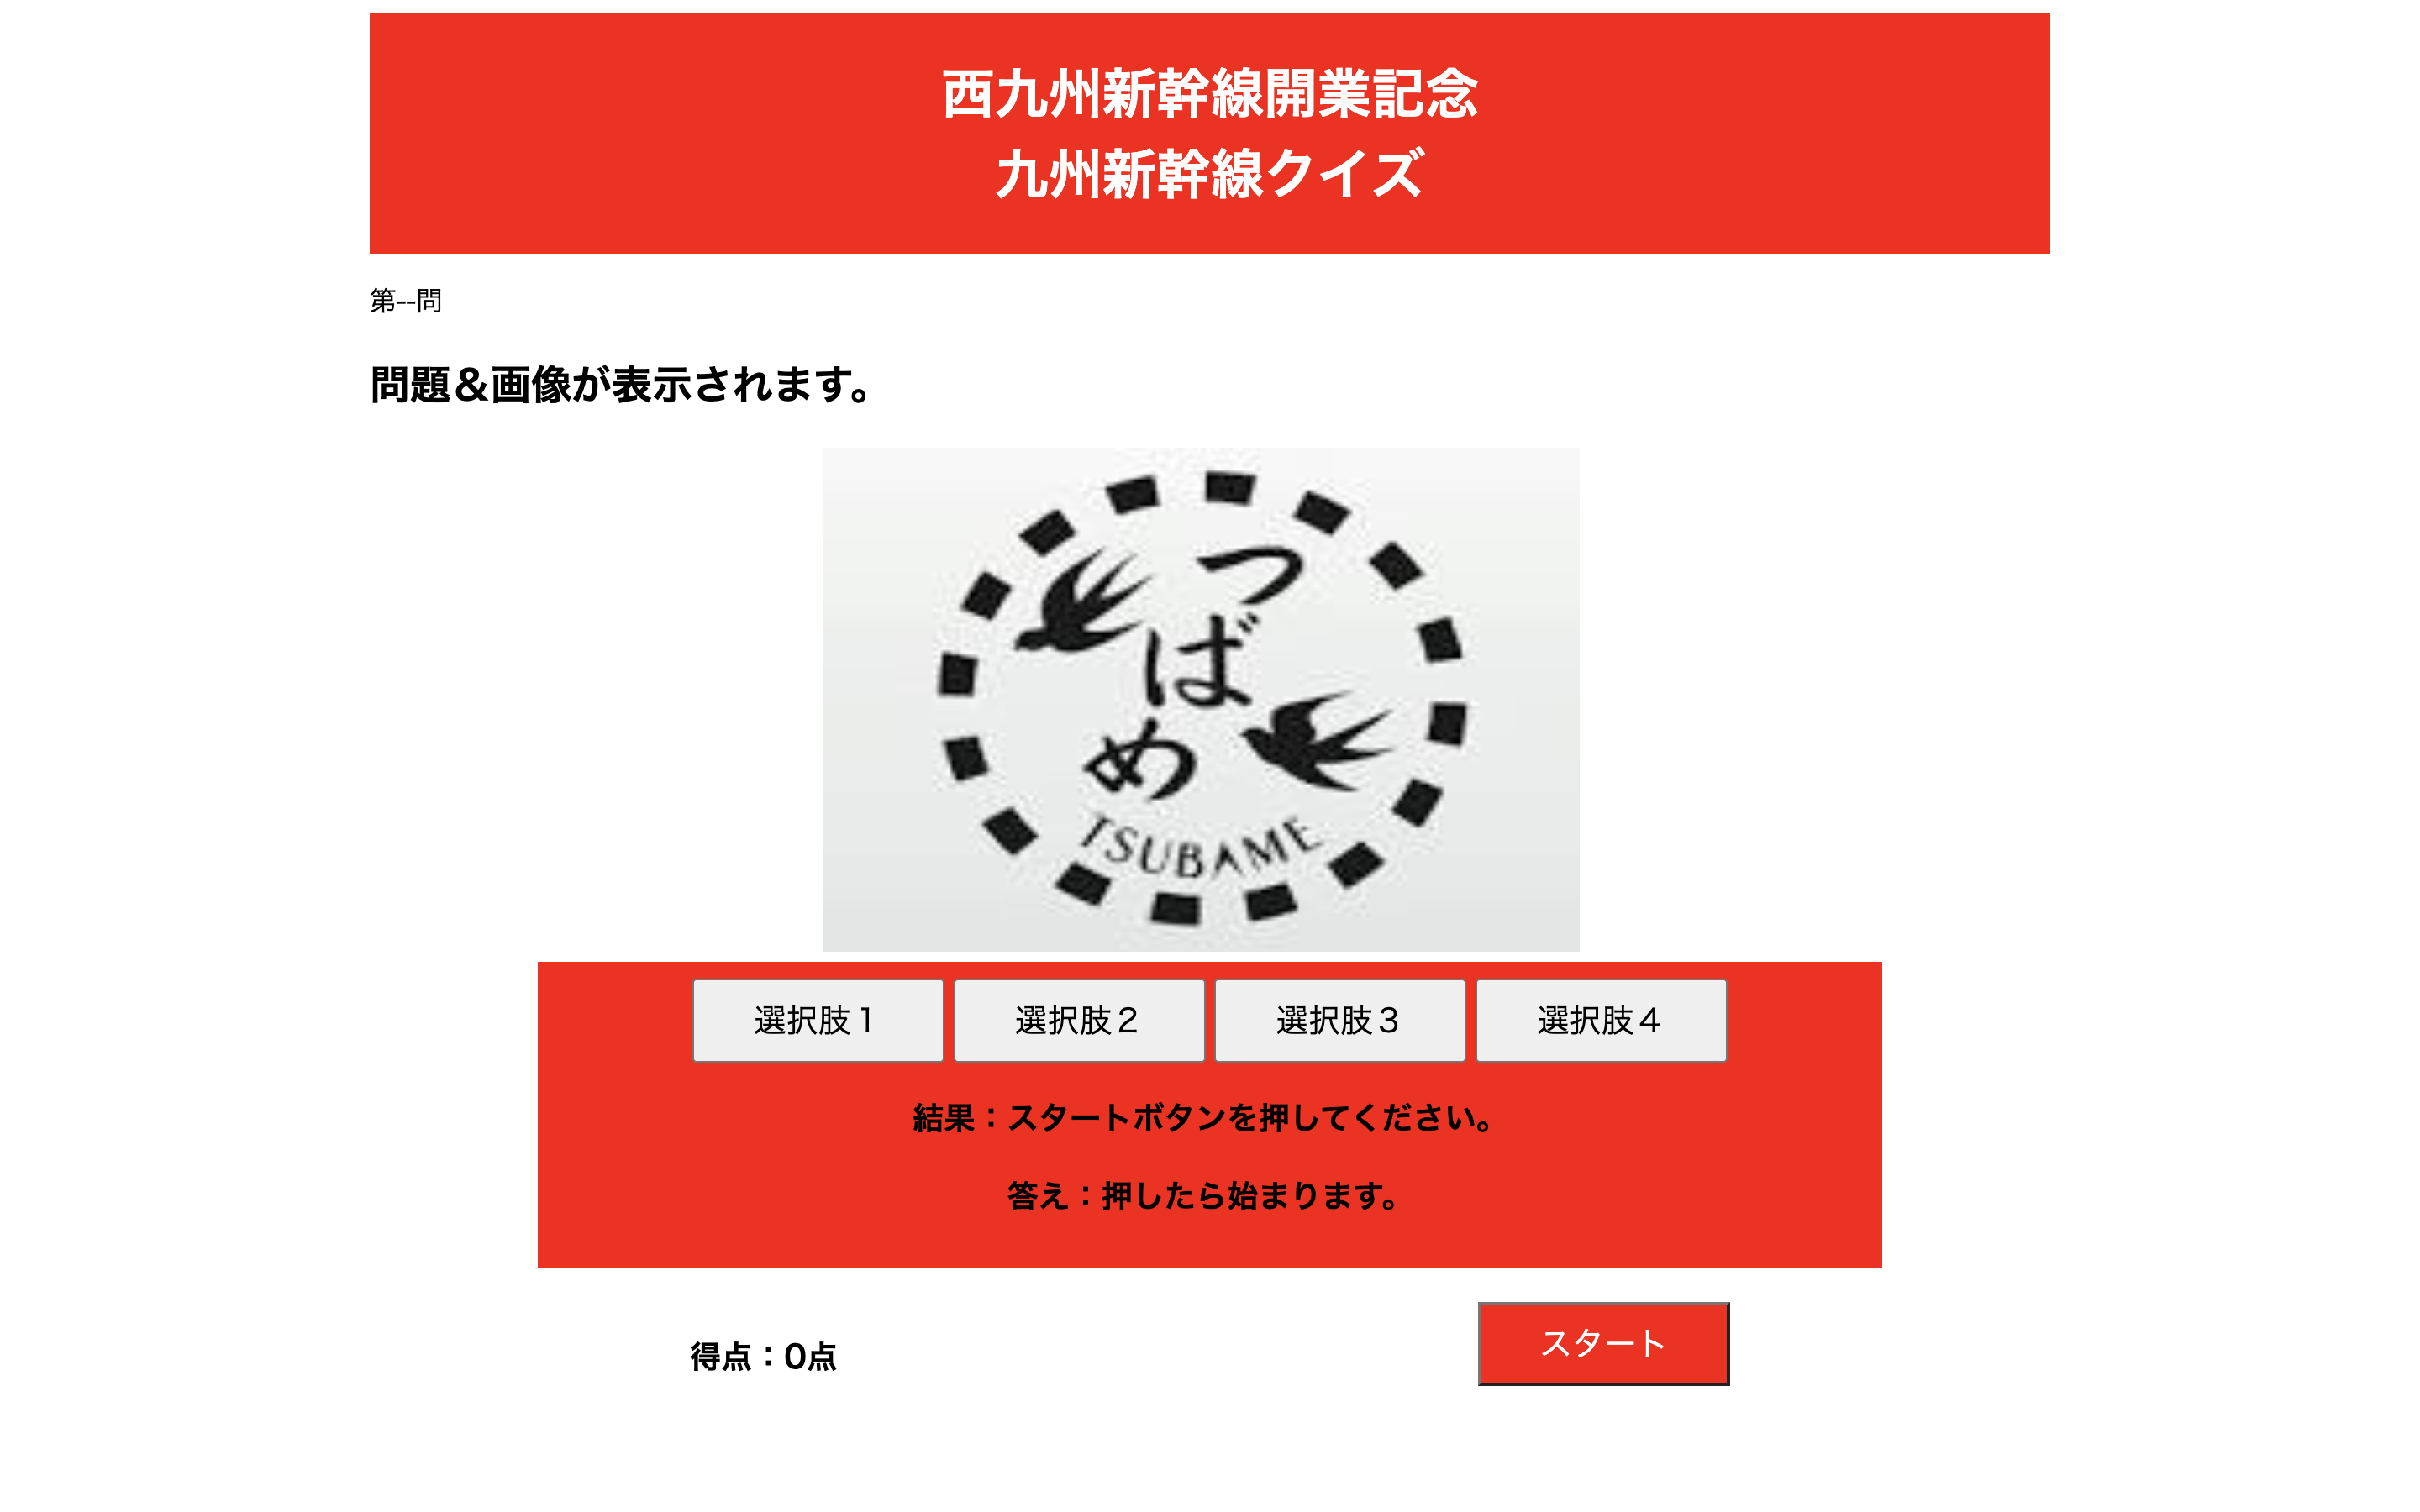 西九州新幹線開業記念
九州新幹線クイズ
第--問
問題＆画像が表示されます。
つばめ
TSUBAME
選択肢１
選択肢２
選択肢３
選択肢４
結果：スタートボタンを押してください。
答え：押したら始まります。
得点：0点
スタート